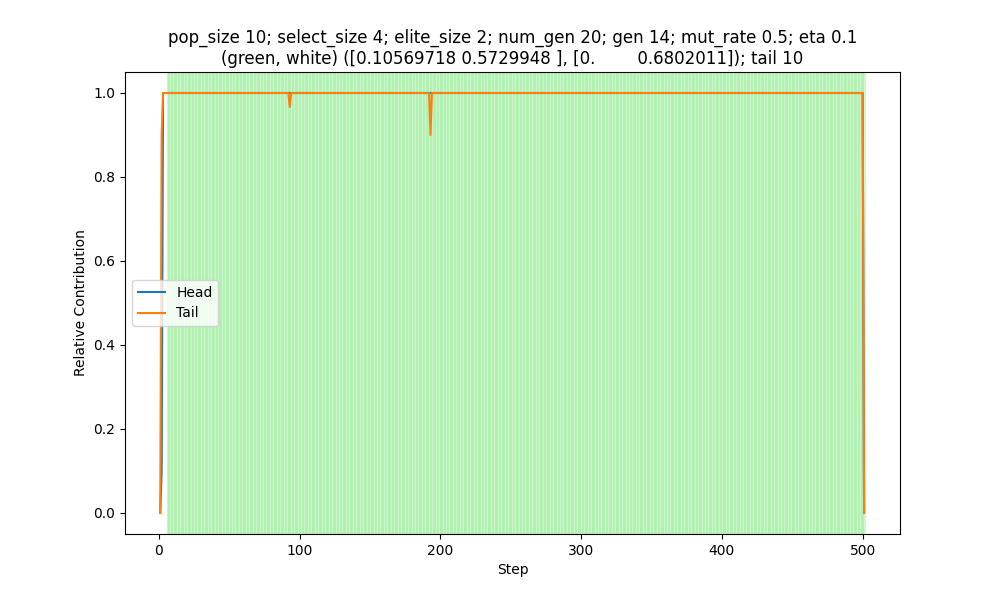 pop_size 10; select_size 4; elite_size 2; num_gen 20; gen 14; mut_rate 0.5; eta 0.1
(green, white) ([0.10569718 0.5729948 ], [0.        0.6802011]); tail 10
1.0
0.8
0.6
0.4
0.2
0.0
Relative Contribution
Head
Tail
0
100
200
300
400
500
Step